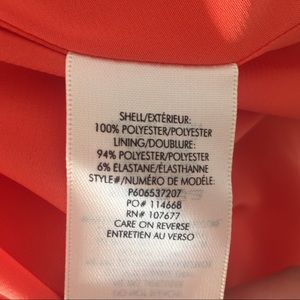 SHELL/EXTÉRIEUR:
100% POLYESTER/POLYESTER
LINING/DOUBLURE:
94% POLYESTER/POLYESTER
6% ELASTANE/ÉLASTHANNE
STYLE#/NUMÉRO DE MODÈLE:
P606537207
PO# 114668
RN# 107677
CARE ON REVERSE
ENTRETIEN AU VERSO